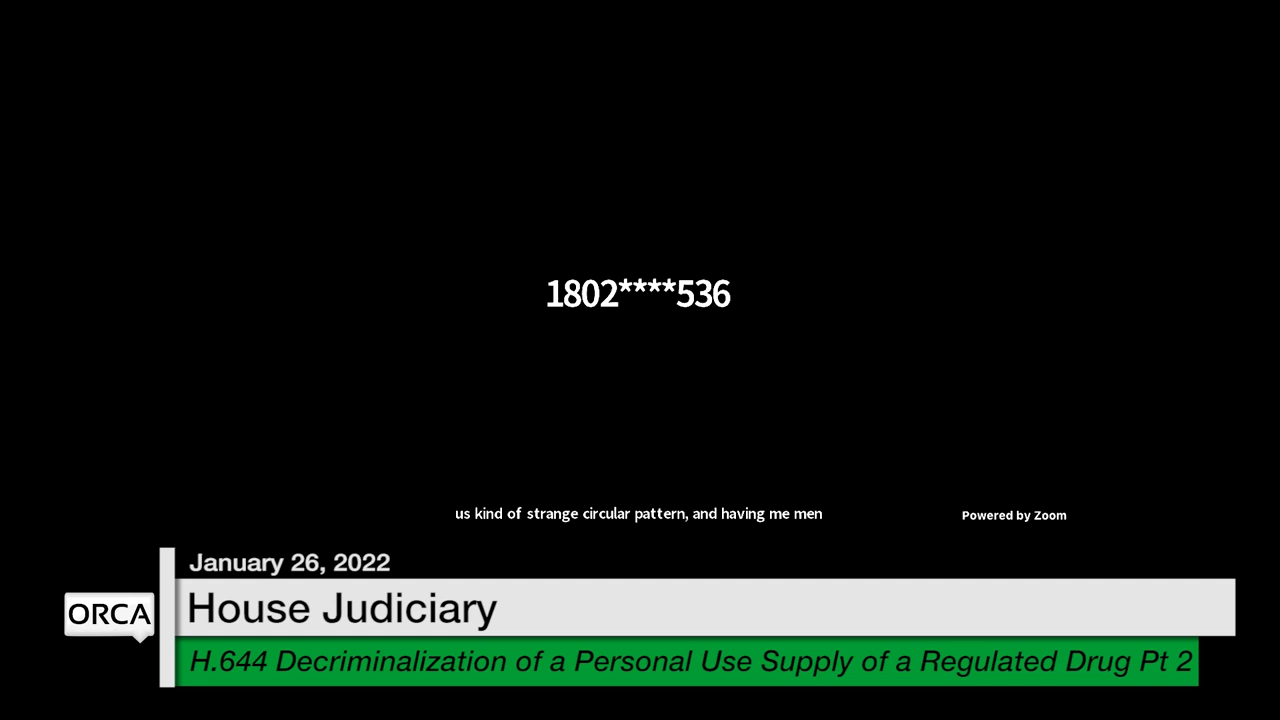 1802****536
us kind of strange circular pattern, and having me men
Powered by Zoom
January 26, 2022
ORCA
House Judiciary
H.644 Decriminalization of a Personal Use Supply of a Regulated Drug Pt 2